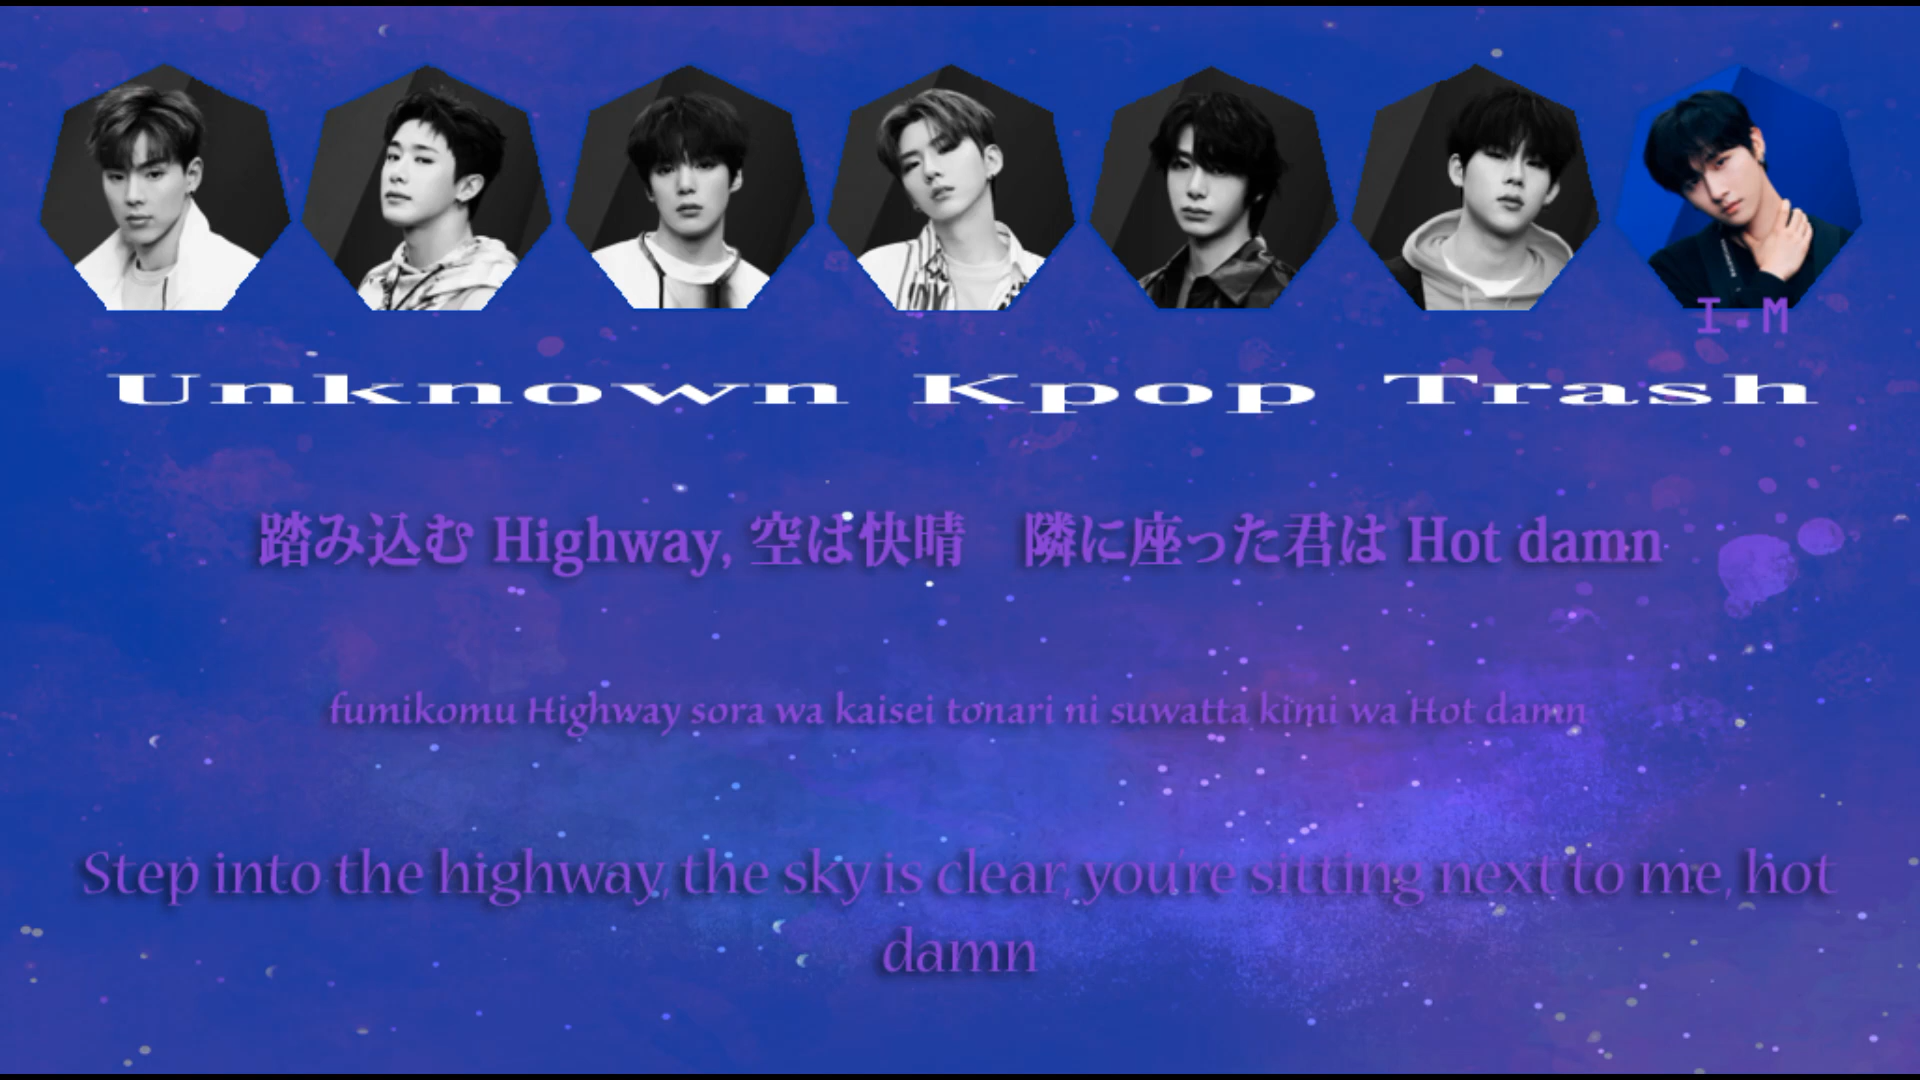 I.M
Unknown Kpop Trash
踏み込む Highway, 空は快晴　隣に座った君は Hot damn
fumikomu Highway sora wa kaisei tonari ni suwatta kimi wa Hot damn
Step into the highway, the sky is clear, you're sitting next to me, hot
damn